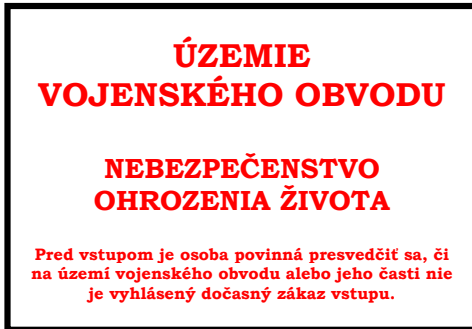 ÚZEMIE
VOJENSKÉHO OBVODU
NEBEZPEČENSTVO
OHROZENIA ŽIVOTA
Pred vstupom je osoba povinná presvedčiť sa, či
na území vojenského obvodu alebo jeho časti nie
je vyhlásený dočasný zákaz vstupu.